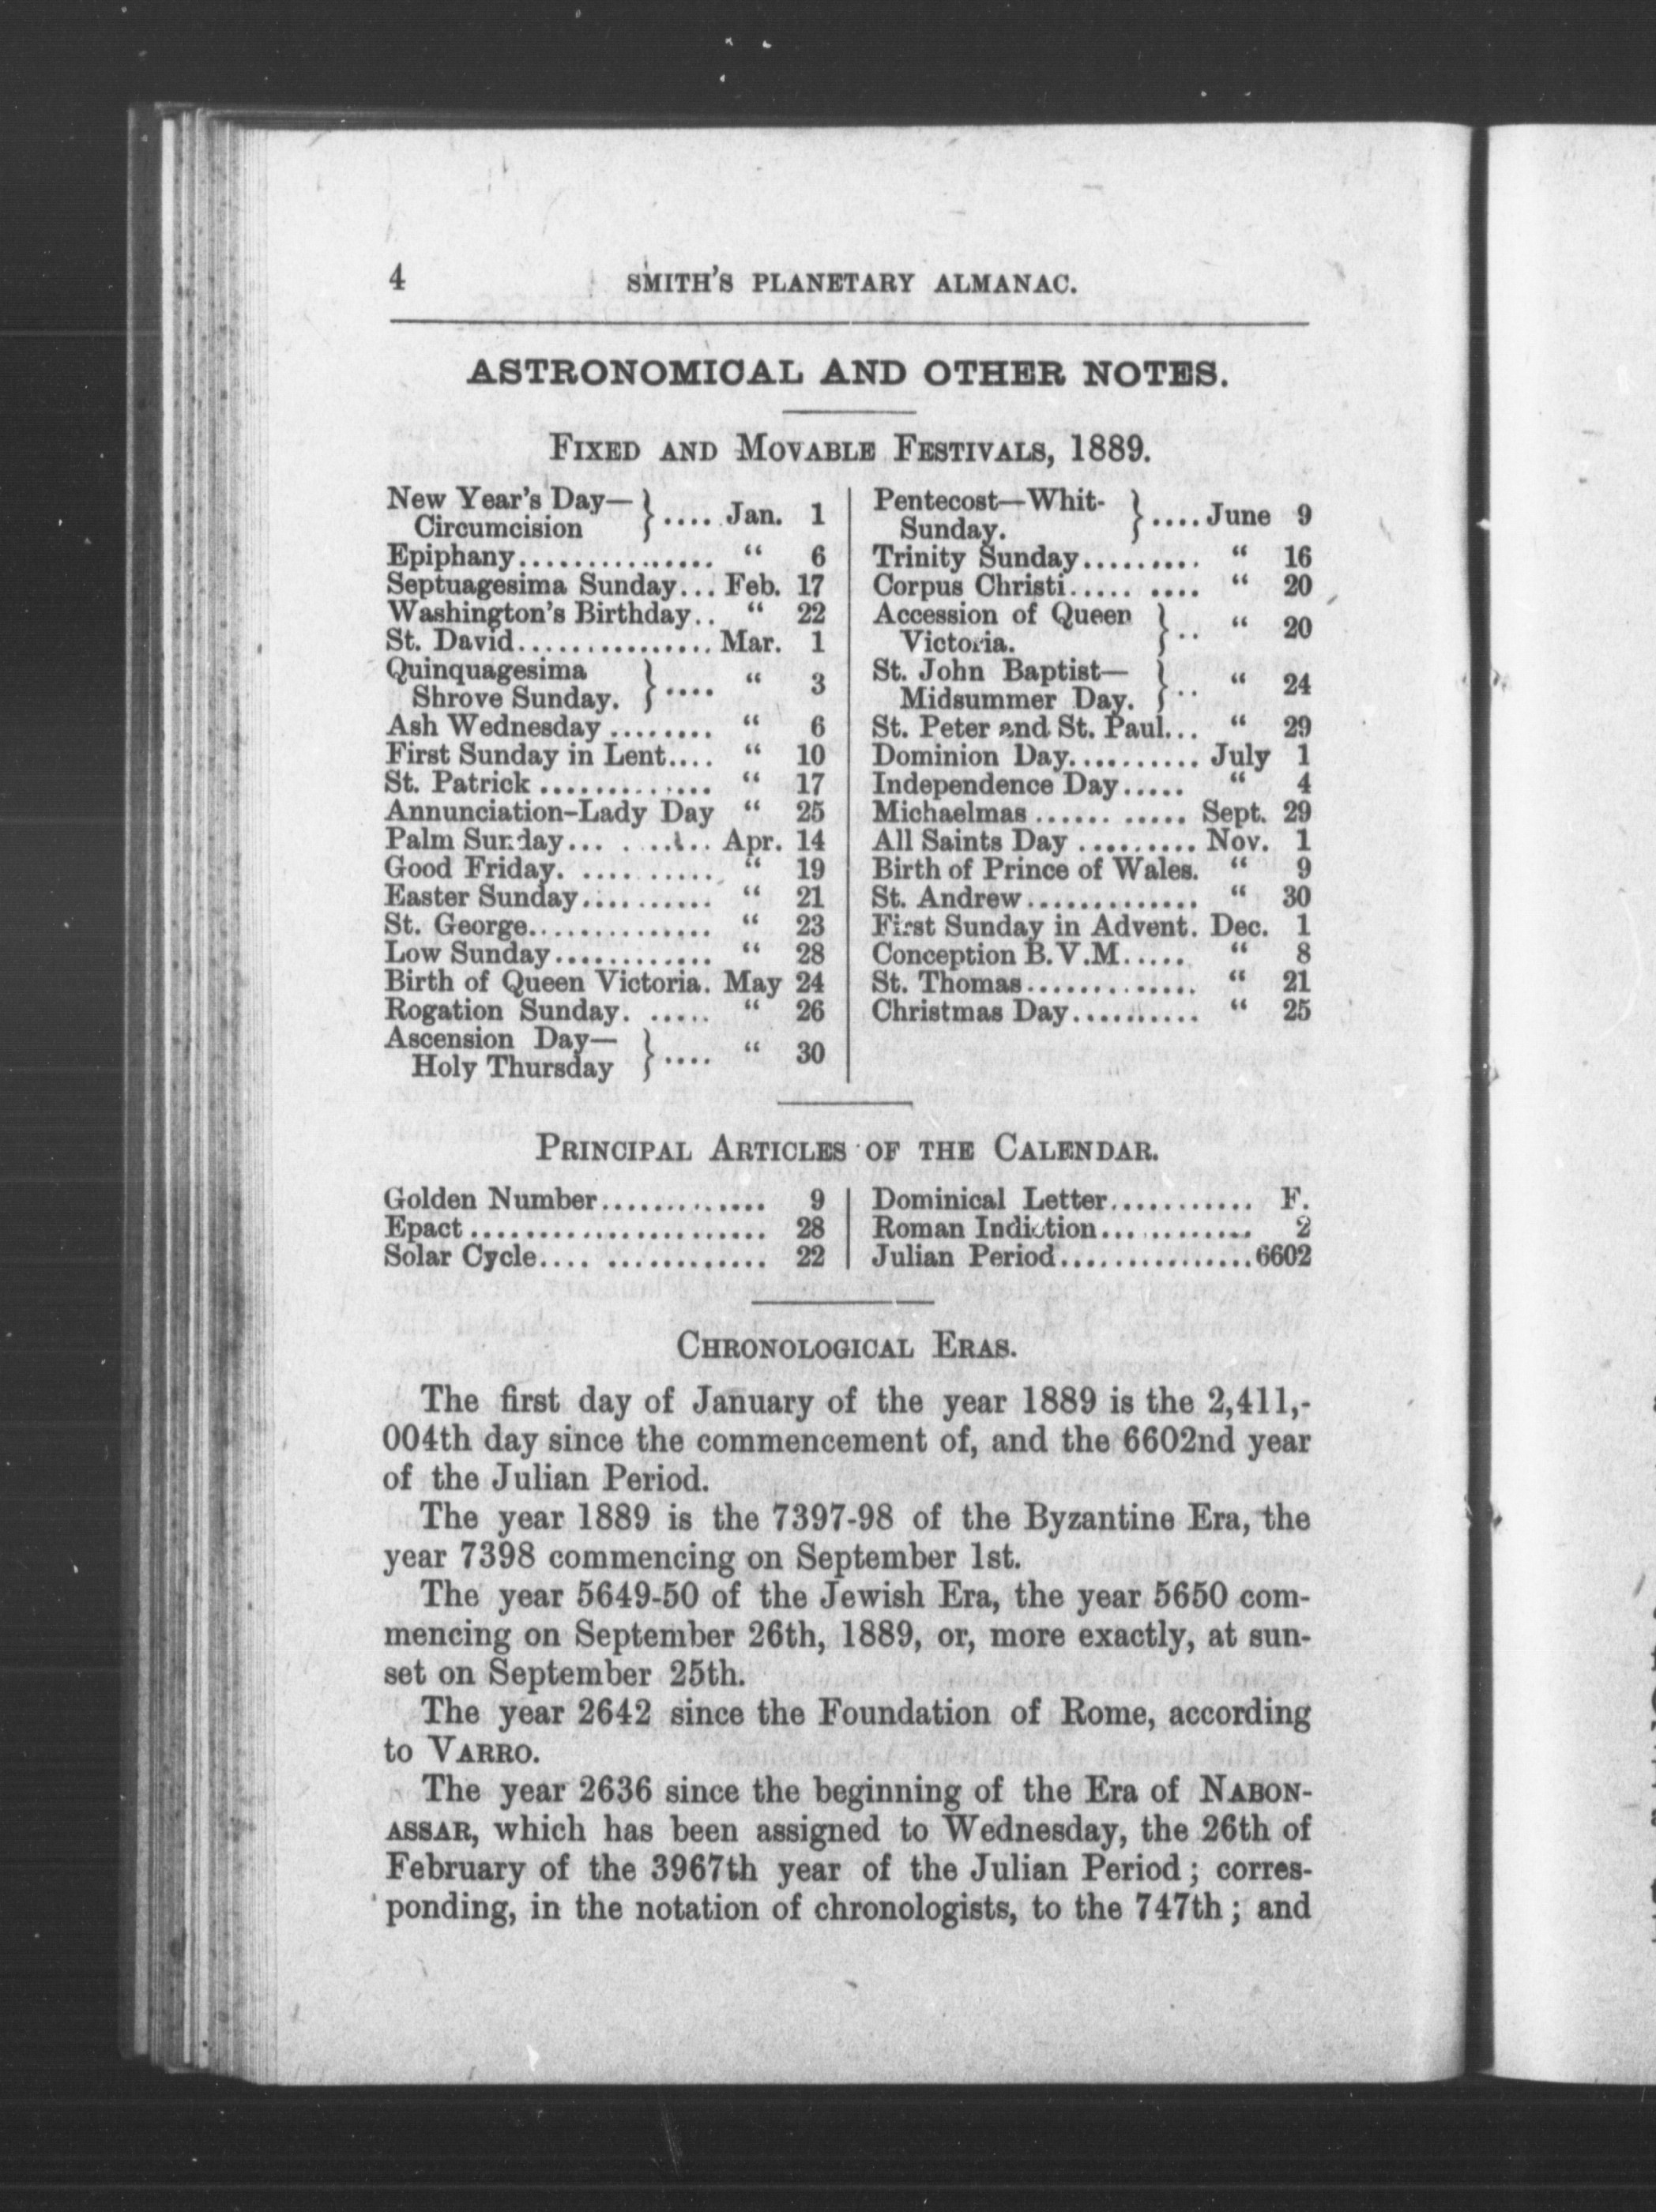 4 SMITH'S PLANETARY ALMANAC.
ASTRONOMICAL AND OTHER NOTES.
FIXED AND MOVABLE FESTIVALS, 1889.
New Year's Day—
Circumcision } .... Jan. 1
Epiphany............... “ 6
Septuagesima Sunday... Feb. 17
Washington's Birthday.. “ 22
St. David............... Mar. 1
Quinquagesima
Shrove Sunday. } .... “ 3
Ash Wednesday ........ “ 6
First Sunday in Lent.... “ 10
St. Patrick ............. “ 17
Annunciation-Lady Day “ 25
Palm Sunday... ..... Apr. 14
Good Friday. .......... “ 19
Easter Sunday.......... “ 21
St. George.............. “ 23
Low Sunday............ “ 28
Birth of Queen Victoria. May 24
Rogation Sunday. ..... “ 26
Ascension Day—
Holy Thursday } .... “ 30
Pentecost—Whit-
Sunday. } .... June 9
Trinity Sunday......... “ 16
Corpus Christi..... .... “ 20
Accession of Queen
Victoria. } .. “ 20
St. John Baptist—
Midsummer Day. } .. “ 24
St. Peter and St. Paul... “ 29
Dominion Day.......... July 1
Independence Day..... “ 4
Michaelmas ...... ..... Sept. 29
All Saints Day ......... Nov. 1
Birth of Prince of Wales. “ 9
St. Andrew............. “ 30
First Sunday in Advent. Dec. 1
Conception B.V.M..... “ 8
St. Thomas............. “ 21
Christmas Day.......... “ 25
PRINCIPAL ARTICLES OF THE CALENDAR.
Golden Number............. 9
Epact...................... 28
Solar Cycle.... ............ 22
Dominical Letter........... F.
Roman Indiction............ 2
Julian Period...............6602
CHRONOLOGICAL ERAS.
The first day of January of the year 1889 is the 2,411,-
004th day since the commencement of, and the 6602nd year
of the Julian Period.
The year 1889 is the 7397-98 of the Byzantine Era, the
year 7398 commencing on September 1st.
The year 5649-50 of the Jewish Era, the year 5650 com-
mencing on September 26th, 1889, or, more exactly, at sun-
set on September 25th.
The year 2642 since the Foundation of Rome, according
to VARRO.
The year 2636 since the beginning of the Era of NABON-
ASSAR, which has been assigned to Wednesday, the 26th of
February of the 3967th year of the Julian Period; corres-
ponding, in the notation of chronologists, to the 747th; and